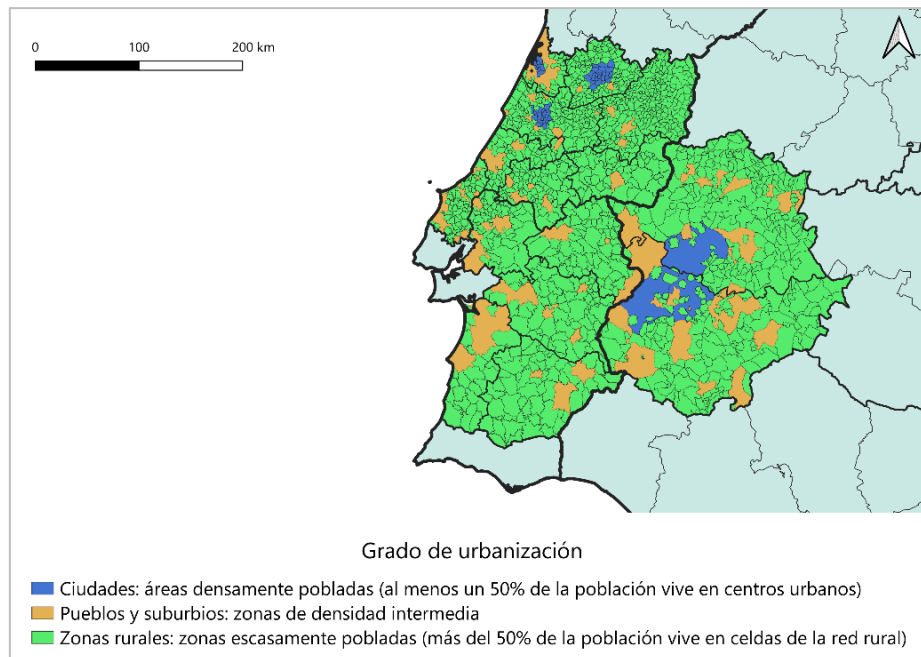 0 100 200 km
Grado de urbanización
Ciudades: áreas densamente pobladas (al menos un 50% de la población vive en centros urbanos)
Pueblos y suburbios: zonas de densidad intermedia
Zonas rurales: zonas escasamente pobladas (más del 50% de la población vive en celdas de la red rural)